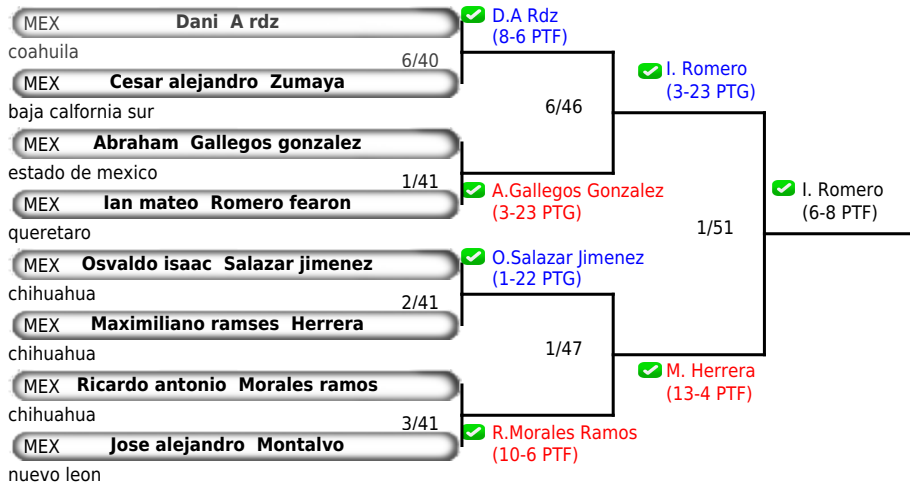 MEX Dani A rdz
coahuila
6/40
MEX Cesar alejandro Zumaya
baja calfornia sur
MEX Abraham Gallegos gonzalez
estado de mexico
1/41
MEX Ian mateo Romero fearon
queretaro
MEX Osvaldo isaac Salazar jimenez
chihuahua
2/41
MEX Maximiliano ramses Herrera
chihuahua
MEX Ricardo antonio Morales ramos
chihuahua
3/41
MEX Jose alejandro Montalvo
nuevo leon
D.A Rdz
(8-6 PTF)
6/46
A.Gallegos Gonzalez
(3-23 PTG)
O.Salazar Jimenez
(1-22 PTG)
1/47
R.Morales Ramos
(10-6 PTF)
I. Romero
(3-23 PTG)
1/51
M. Herrera
(13-4 PTF)
I. Romero
(6-8 PTF)